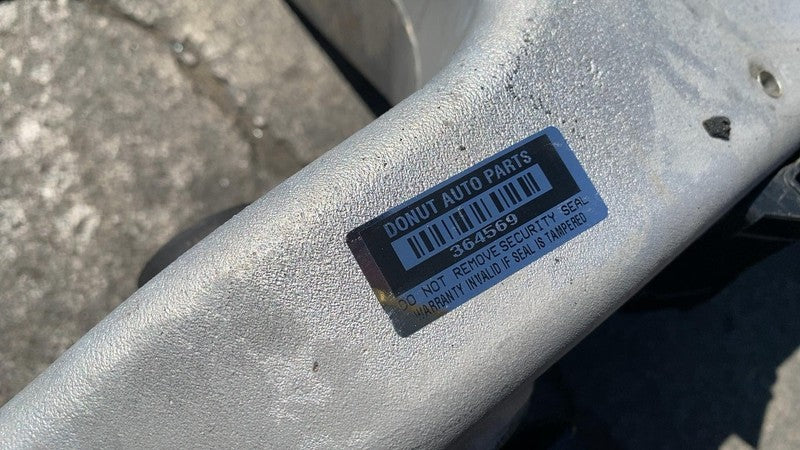 DONUT AUTO PARTS
364569
DO NOT REMOVE SECURITY SEAL
WARRANTY INVALID IF SEAL IS TAMPERED